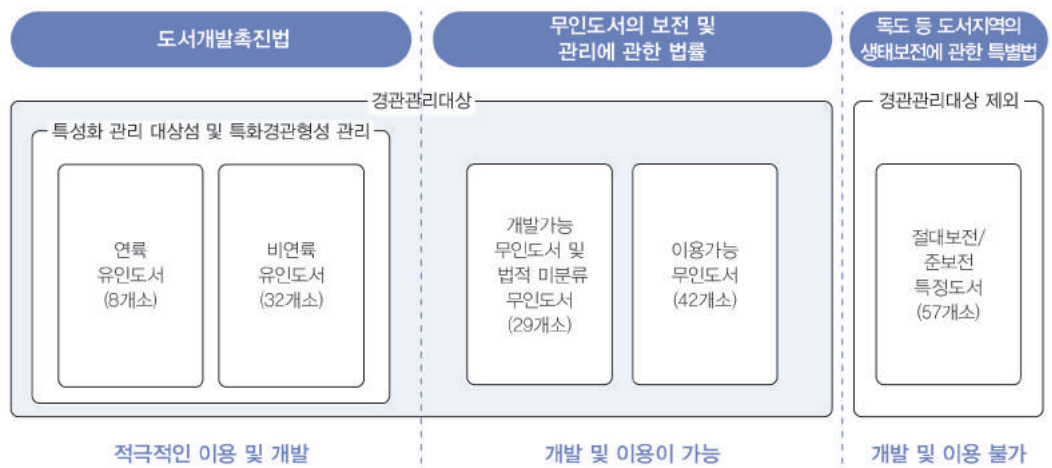 도서개발촉진법
무인도서의 보전 및
관리에 관한 법률
독도 등 도서지역의
생태보전에 관한 특별법
경관관리대상
경관관리대상 제외
특성화 관리 대상섬 및 특화경관형성 관리
연륙
유인도서
(8개소)
비연륙
유인도서
(32개소)
개발가능
무인도서 및
법적 미분류
무인도서
(29개소)
이용가능
무인도서
(42개소)
절대보전/
준보전
특정도서
(57개소)
적극적인 이용 및 개발
개발 및 이용이 가능
개발 및 이용 불가